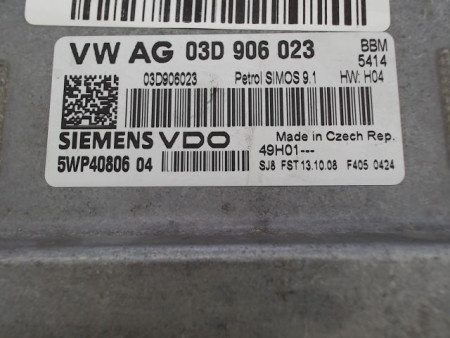 VW AG 03D 906 023 BBM
5414
03D906023 Petrol SIMOS 9.1 HW: H04
SIEMENS VDO Made in Czech Rep.
5WP40806 04 49H01---
SJ8 FST 13.10.08 F405 0424